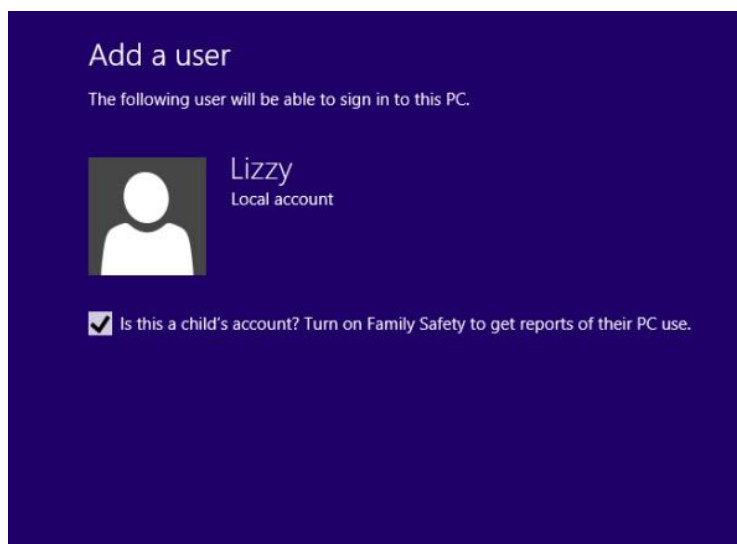 Add a user
The following user will be able to sign in to this PC.
Lizzy
Local account
Is this a child's account? Turn on Family Safety to get reports of their PC use.